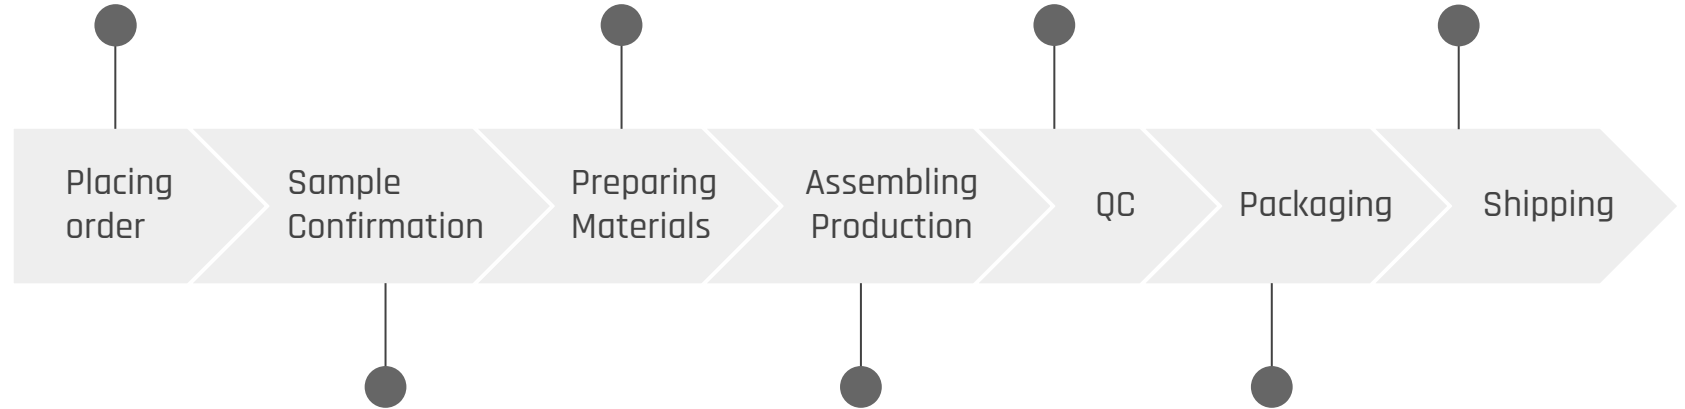 Placing
order
Sample
Confirmation
Preparing
Materials
Assembling
Production
QC
Packaging
Shipping